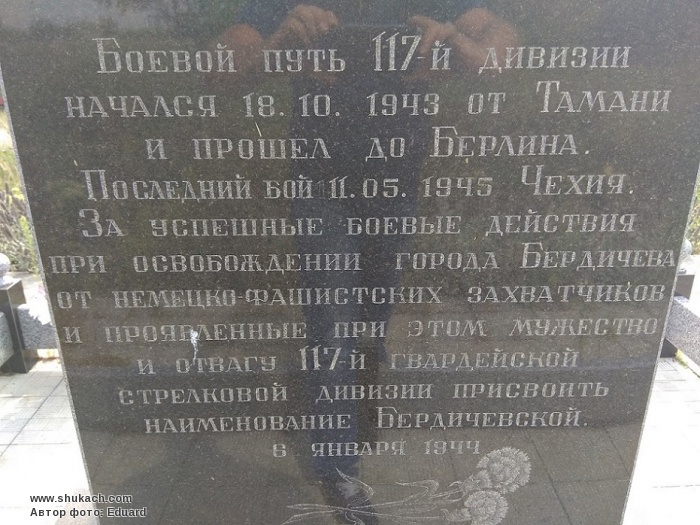 Боевой путь 117-й дивизии
начался 18.10.1943 от Тамани
и прошел до Берлина.
Последний бой 11.05.1945 Чехия.
За успешные боевые действия
при освобождении города Бердичева
от немецко-фашистских захватчиков
и проявленные при этом мужество
и отвагу 117-й гвардейской
стрелковой дивизии присвоить
наименование Бердичевской.
6 января 1944
www.shukach.com
Автор фото: Eduard